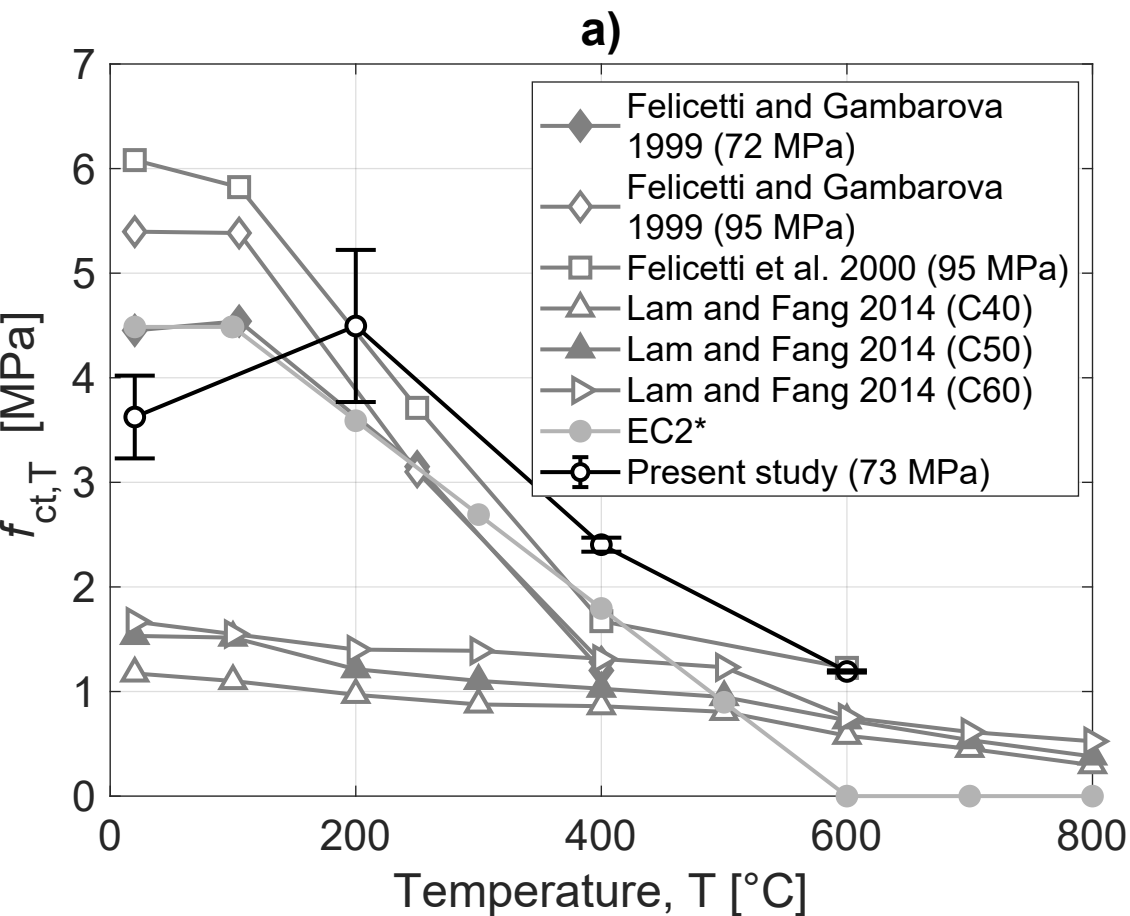 a)
7
6
5
4
3
2
1
0
f ct,T [MPa]
Felicetti and Gambarova
1999 (72 MPa)
Felicetti and Gambarova
1999 (95 MPa)
Felicetti et al. 2000 (95 MPa)
Lam and Fang 2014 (C40)
Lam and Fang 2014 (C50)
Lam and Fang 2014 (C60)
EC2*
Present study (73 MPa)
0 200 400 600 800
Temperature, T [°C]